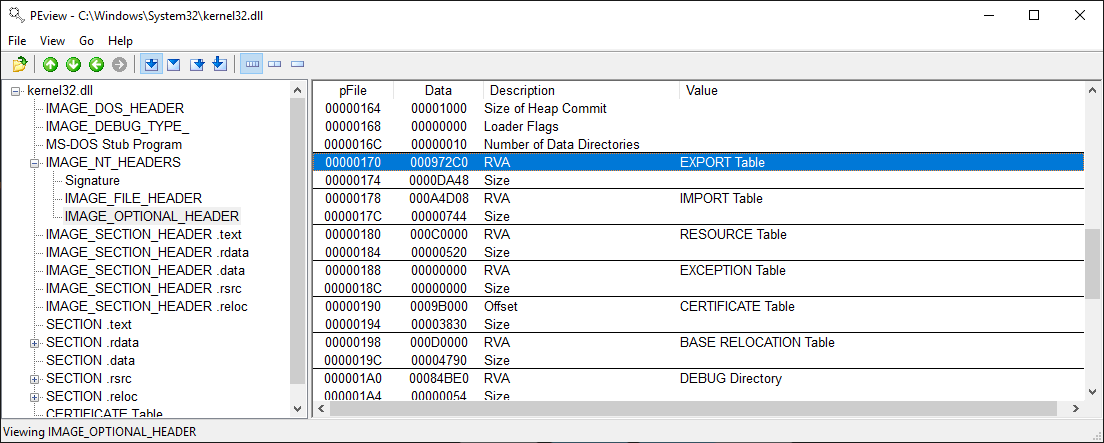 PEview - C:\Windows\System32\kernel32.dll
File View Go Help
kernel32.dll
IMAGE_DOS_HEADER
IMAGE_DEBUG_TYPE_
MS-DOS Stub Program
IMAGE_NT_HEADERS
Signature
IMAGE_FILE_HEADER
IMAGE_OPTIONAL_HEADER
IMAGE_SECTION_HEADER .text
IMAGE_SECTION_HEADER .rdata
IMAGE_SECTION_HEADER .data
IMAGE_SECTION_HEADER .rsrc
IMAGE_SECTION_HEADER .reloc
SECTION .text
SECTION .rdata
SECTION .data
SECTION .rsrc
SECTION .reloc
CERTIFICATE Table
pFile Data Description Value
00000164 00001000 Size of Heap Commit
00000168 00000000 Loader Flags
0000016C 00000010 Number of Data Directories
00000170 000972C0 RVA EXPORT Table
00000174 0000DA48 Size
00000178 000A4D08 RVA IMPORT Table
0000017C 00000744 Size
00000180 000C0000 RVA RESOURCE Table
00000184 00000520 Size
00000188 00000000 RVA EXCEPTION Table
0000018C 00000000 Size
00000190 0009B000 Offset CERTIFICATE Table
00000194 00003830 Size
00000198 000D0000 RVA BASE RELOCATION Table
0000019C 00004790 Size
000001A0 00084BE0 RVA DEBUG Directory
000001A4 00000054 Size
Viewing IMAGE_OPTIONAL_HEADER